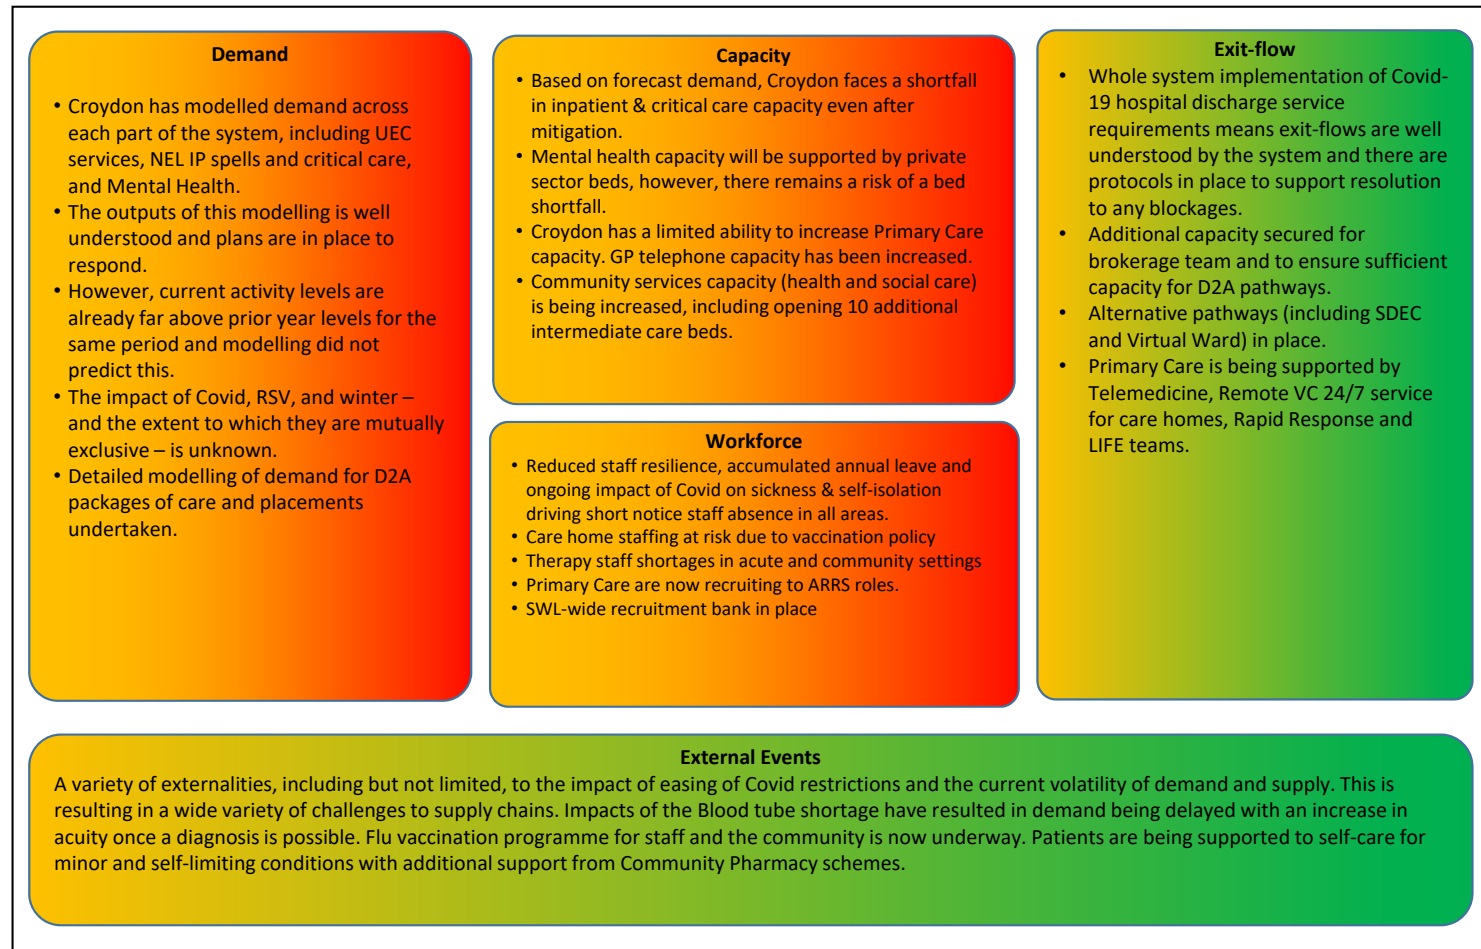 Demand
• Croydon has modelled demand across
each part of the system, including UEC
services, NEL IP spells and critical care,
and Mental Health.
• The outputs of this modelling is well
understood and plans are in place to
respond.
• However, current activity levels are
already far above prior year levels for the
same period and modelling did not
predict this.
• The impact of Covid, RSV, and winter –
and the extent to which they are mutually
exclusive – is unknown.
• Detailed modelling of demand for D2A
packages of care and placements
undertaken.
Capacity
• Based on forecast demand, Croydon faces a shortfall
in inpatient & critical care capacity even after
mitigation.
• Mental health capacity will be supported by private
sector beds, however, there remains a risk of a bed
shortfall.
• Croydon has a limited ability to increase Primary Care
capacity. GP telephone capacity has been increased.
• Community services capacity (health and social care)
is being increased, including opening 10 additional
intermediate care beds.
Workforce
• Reduced staff resilience, accumulated annual leave and
ongoing impact of Covid on sickness & self-isolation
driving short notice staff absence in all areas.
• Care home staffing at risk due to vaccination policy
• Therapy staff shortages in acute and community settings
• Primary Care are now recruiting to ARRS roles.
• SWL-wide recruitment bank in place
Exit-flow
• Whole system implementation of Covid-
19 hospital discharge service
requirements means exit-flows are well
understood by the system and there are
protocols in place to support resolution
to any blockages.
• Additional capacity secured for
brokerage team and to ensure sufficient
capacity for D2A pathways.
• Alternative pathways (including SDEC
and Virtual Ward) in place.
• Primary Care is being supported by
Telemedicine, Remote VC 24/7 service
for care homes, Rapid Response and
LIFE teams.
External Events
A variety of externalities, including but not limited, to the impact of easing of Covid restrictions and the current volatility of demand and supply. This is
resulting in a wide variety of challenges to supply chains. Impacts of the Blood tube shortage have resulted in demand being delayed with an increase in
acuity once a diagnosis is possible. Flu vaccination programme for staff and the community is now underway. Patients are being supported to self-care for
minor and self-limiting conditions with additional support from Community Pharmacy schemes.